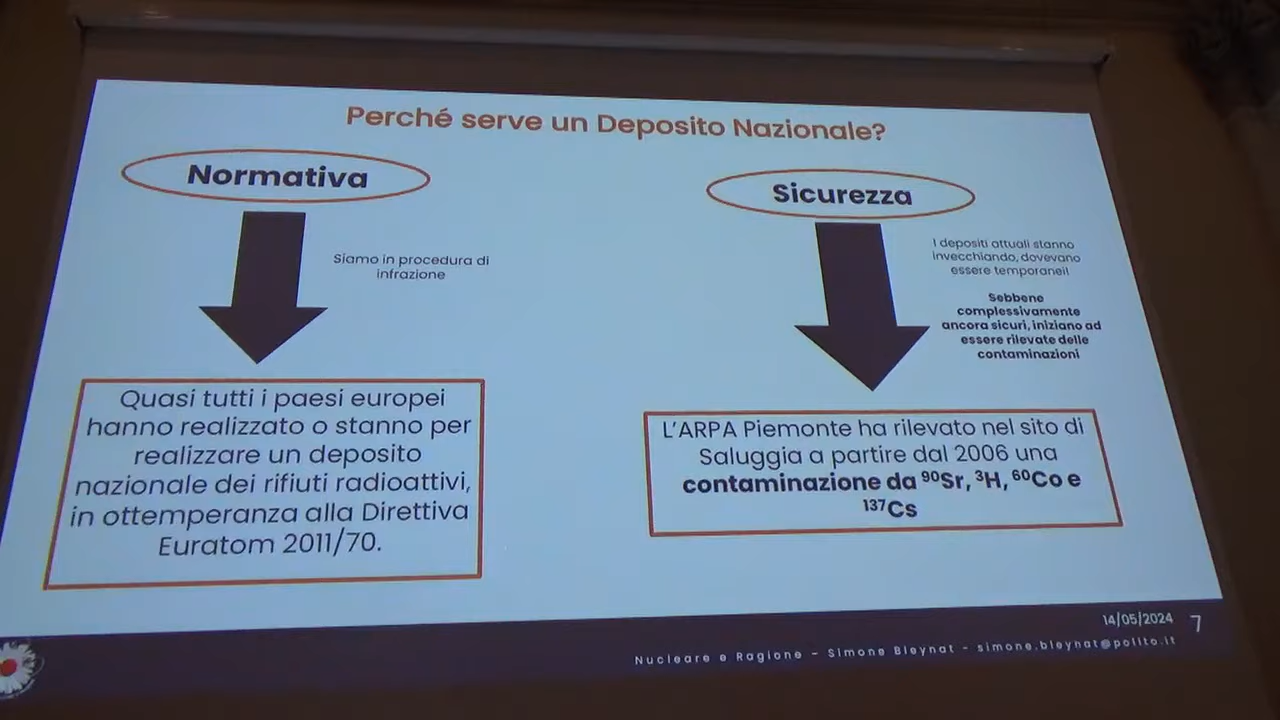 Perché serve un Deposito Nazionale?
Normativa
Siamo in procedura di
infrazione
Quasi tutti i paesi europei
hanno realizzato o stanno per
realizzare un deposito
nazionale dei rifiuti radioattivi,
in ottemperanza alla Direttiva
Euratom 2011/70.
Sicurezza
I depositi attuali stanno
invecchiando, dovevano
essere temporanei!
Sebbene
complessivamente
ancora sicuri, iniziano ad
essere rilevate delle
contaminazioni
L'ARPA Piemonte ha rilevato nel sito di
Saluggia a partire dal 2006 una
contaminazione da ⁹⁰Sr, ³H, ⁶⁰Co e
¹³⁷Cs
14/05/2024 7
Nucleare e Ragione - Simone Bleynat - simone.bleynat@polito.it